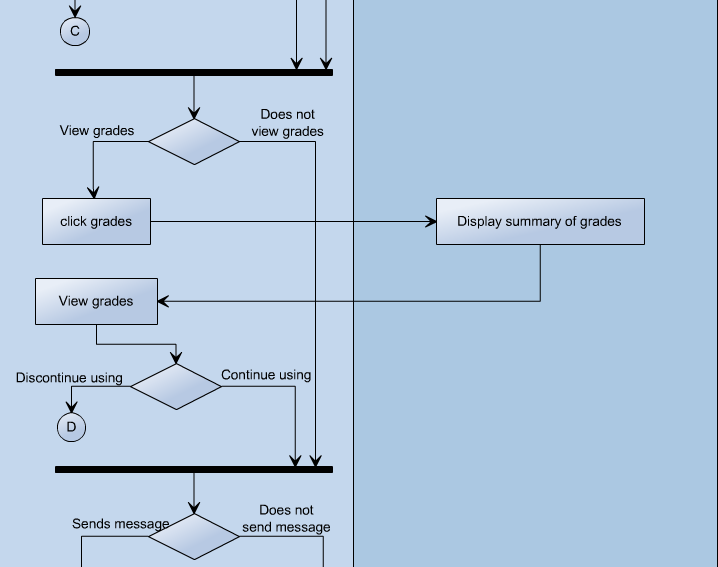 C
Does not
view grades
View grades
click grades
Display summary of grades
View grades
Discontinue using
Continue using
D
Sends message
Does not
send message